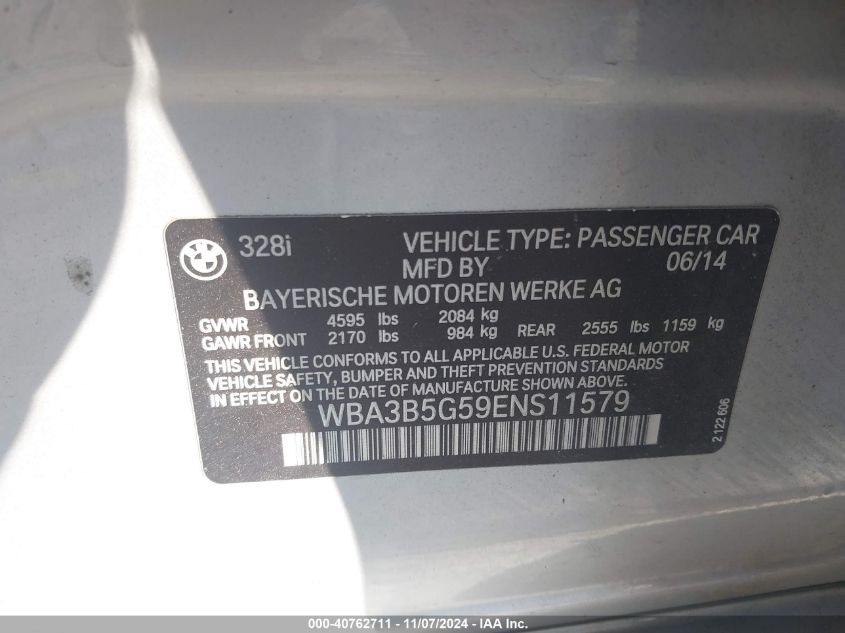 328i VEHICLE TYPE: PASSENGER CAR
MFD BY 06/14
BAYERISCHE MOTOREN WERKE AG
GVWR 4595 lbs 2084 kg
GAWR FRONT 2170 lbs 984 kg REAR 2555 lbs 1159 kg
THIS VEHICLE CONFORMS TO ALL APPLICABLE U.S. FEDERAL MOTOR
VEHICLE SAFETY, BUMPER AND THEFT PREVENTION STANDARDS
IN EFFECT ON THE DATE OF MANUFACTURE SHOWN ABOVE.
WBA3B5G59ENS11579
2 122 606
000-40762711 - 11/07/2024 - IAA Inc.